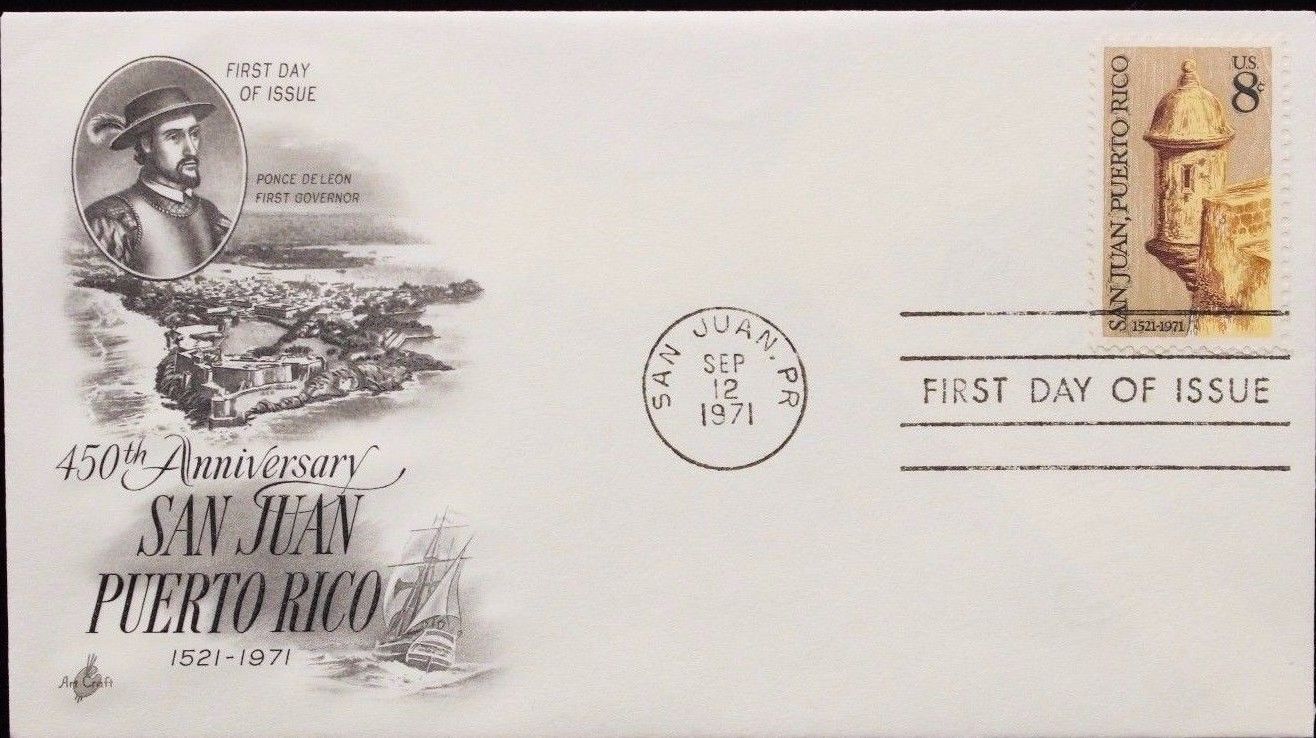 FIRST DAY
OF ISSUE
PONCE DE LEON
FIRST GOVERNOR
450th Anniversary
SAN JUAN
PUERTO RICO
1521-1971
Art Craft
SAN JUAN, PR
SEP
12
1971
U.S.
8c
SAN JUAN, PUERTO RICO
1521-1971
FIRST DAY OF ISSUE